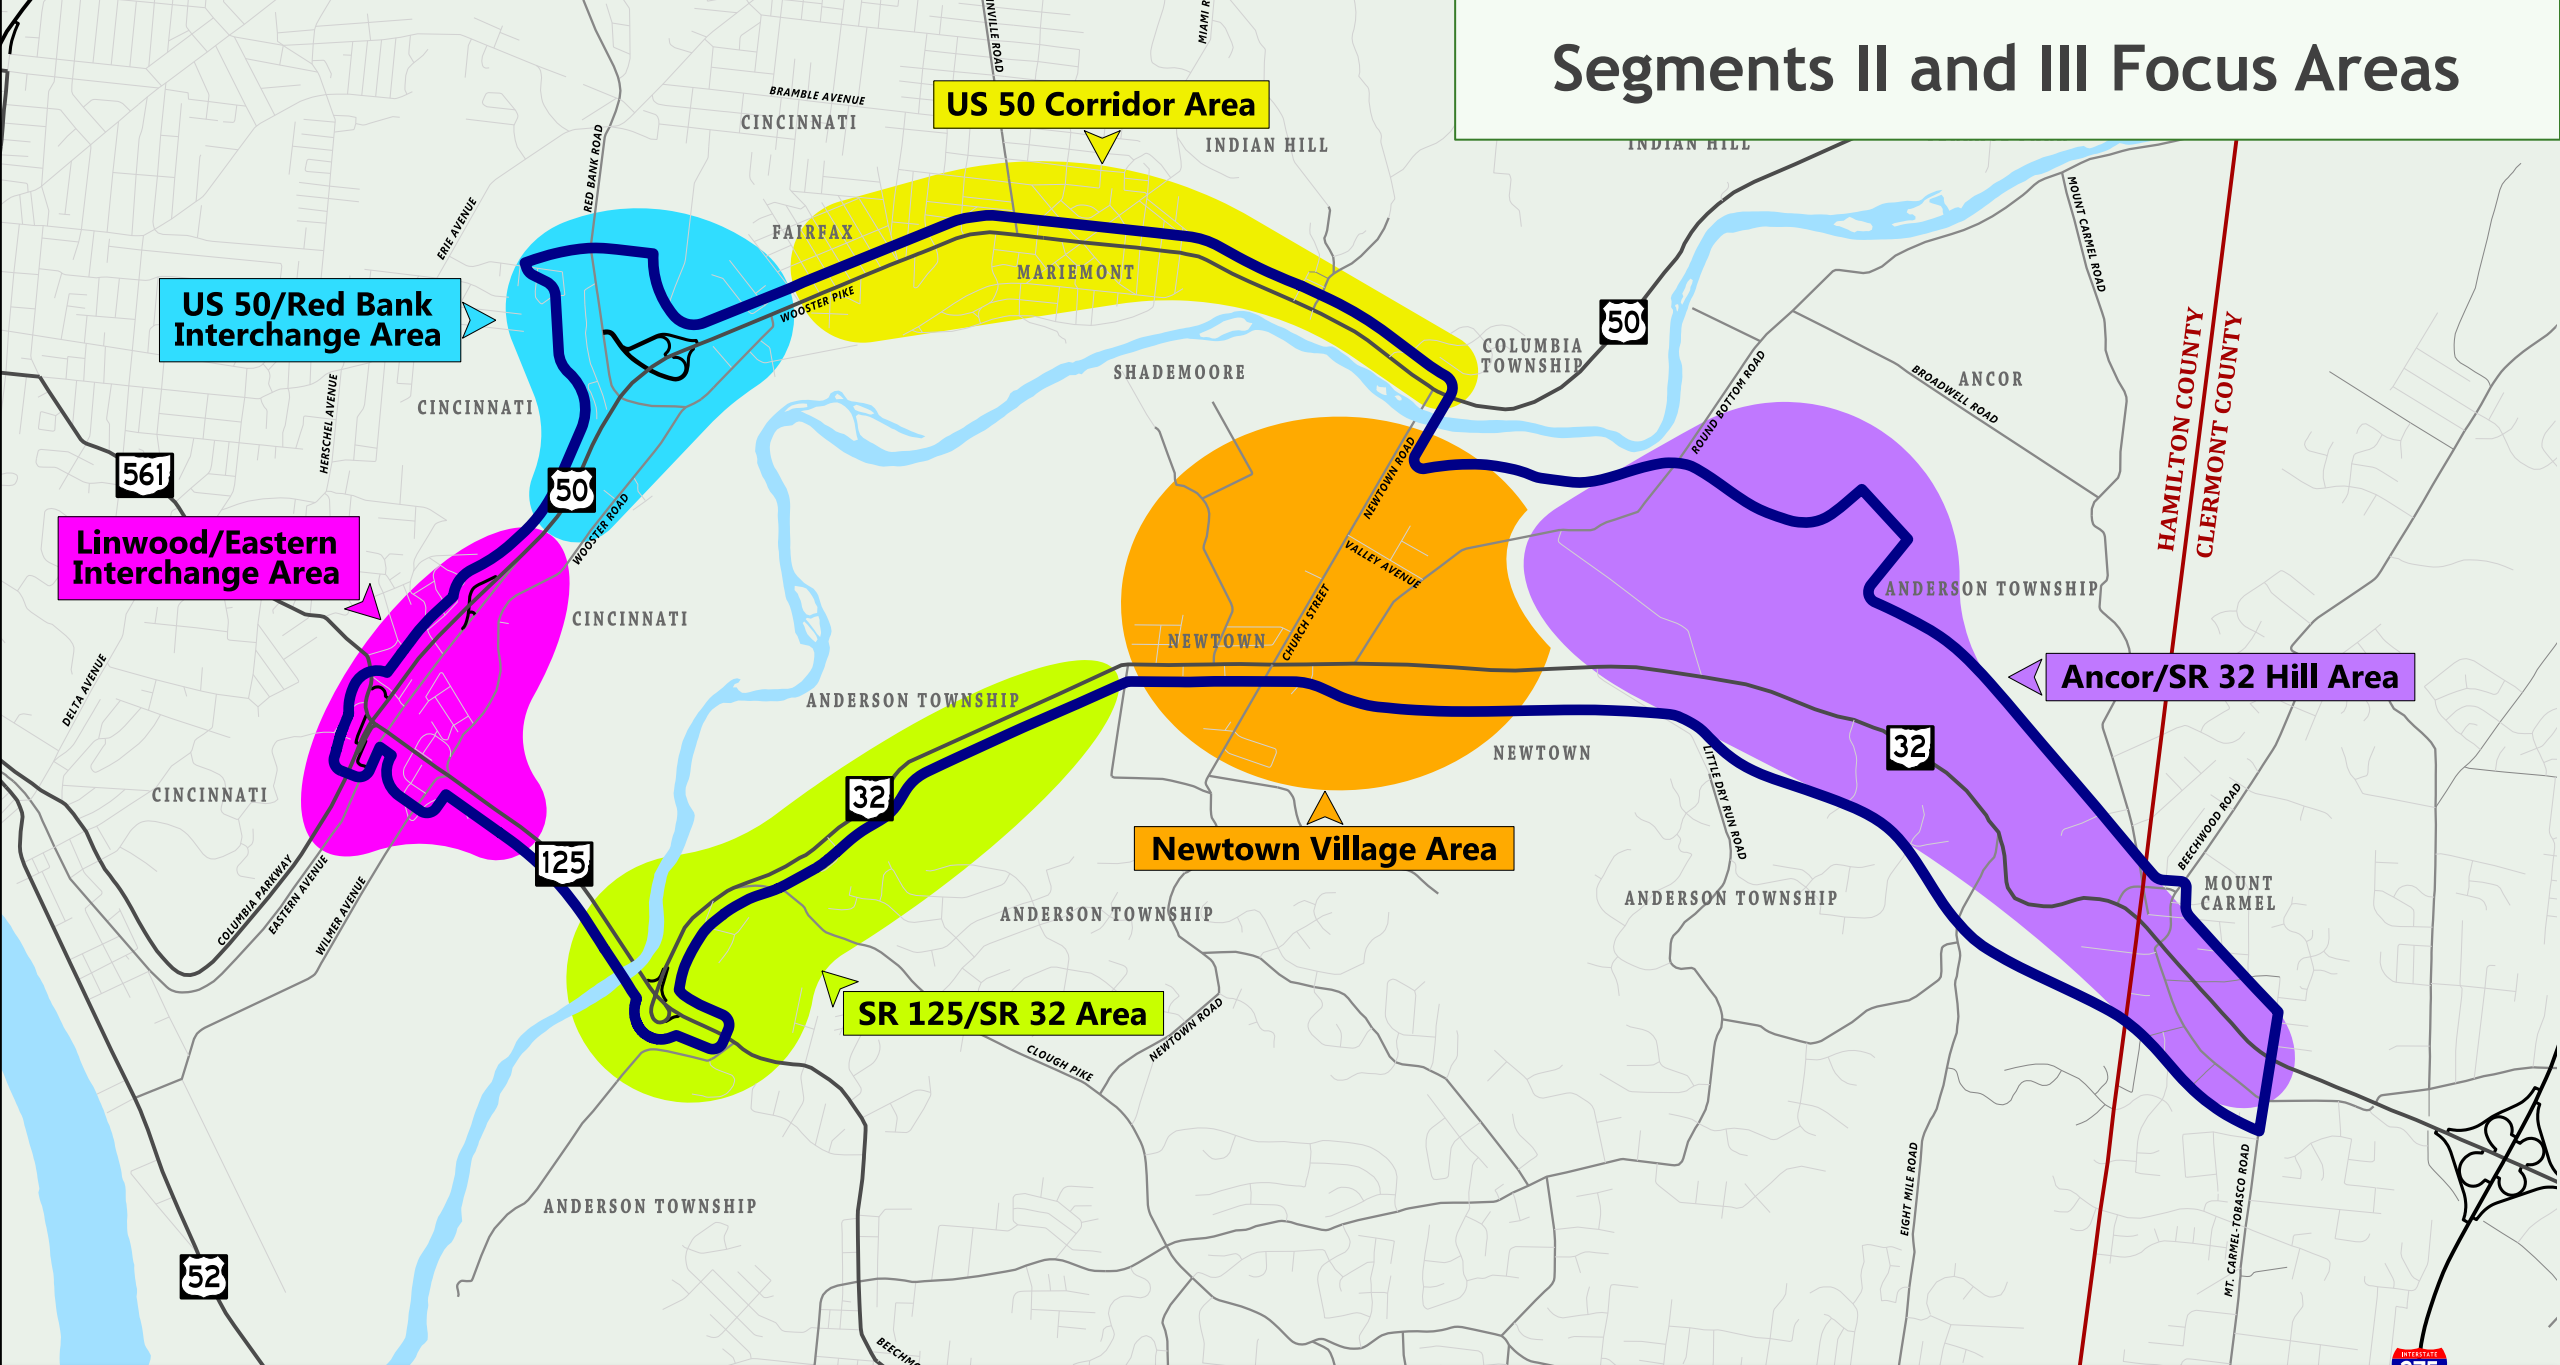 Segments II and III Focus Areas
MIAMI
BRAMBLE AVENUE
CINCINNATI
US 50 Corridor Area
INDIAN HILL
INDIAN HILL
RED BANK ROAD
ERIE AVENUE
MOUNT CARMEL ROAD
FAIRFAX
MARIEMONT
WOOSTER PIKE
US 50/Red Bank
Interchange Area
50
HAMILTON COUNTY
CLERMONT COUNTY
COLUMBIA
TOWNSHIP
SHADEMOORE
ROUND BOTTOM ROAD
BROADWELL ROAD
ANCOR
HERSCHEL AVENUE
CINCINNATI
561
50
WOOSTER ROAD
NEWTOWN ROAD
VALLEY AVENUE
Linwood/Eastern
Interchange Area
CINCINNATI
ANDERSON TOWNSHIP
CHURCH STREET
NEWTOWN
DELTA AVENUE
ANDERSON TOWNSHIP
Ancor/SR 32 Hill Area
NEWTOWN
32
LITTLE DRY RUN ROAD
CINCINNATI
32
BEECHWOOD ROAD
Newtown Village Area
125
COLUMBIA PARKWAY
EASTERN AVENUE
WILMER AVENUE
MOUNT
CARMEL
ANDERSON TOWNSHIP
ANDERSON TOWNSHIP
SR 125/SR 32 Area
NEWTOWN ROAD
CLOUGH PIKE
EIGHT MILE ROAD
MT. CARMEL-TOBASCO ROAD
ANDERSON TOWNSHIP
52
INTERSTATE